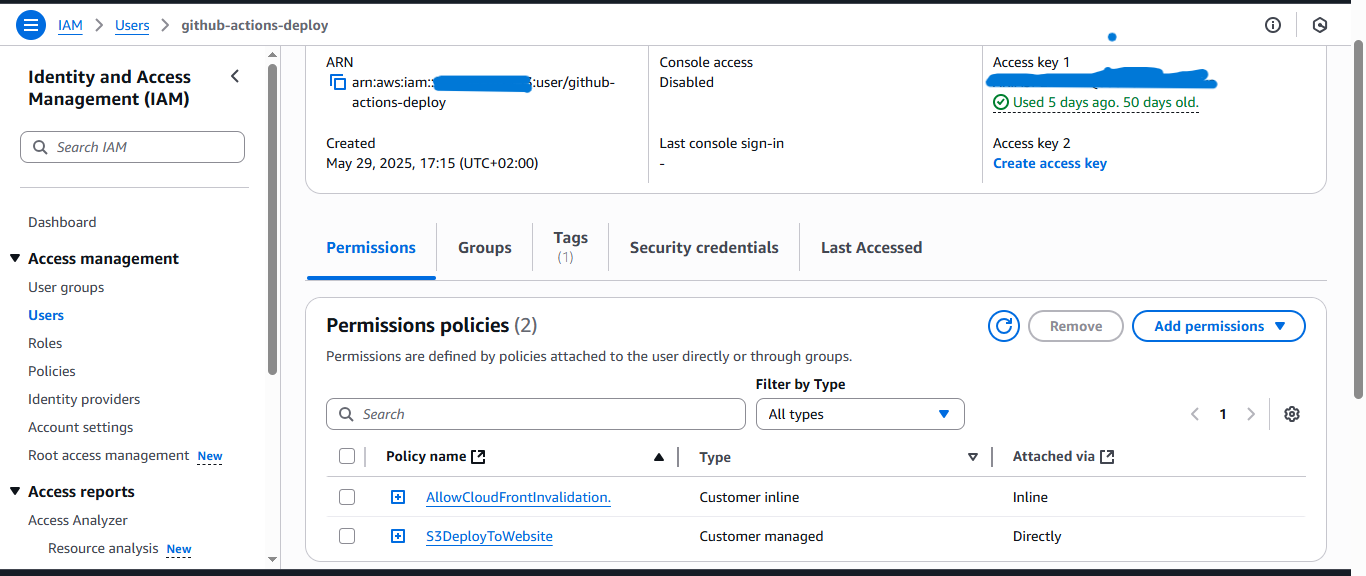 IAM > Users > github-actions-deploy
Identity and Access
Management (IAM)
Search IAM
Dashboard
Access management
User groups
Users
Roles
Policies
Identity providers
Account settings
Root access management New
Access reports
Access Analyzer
Resource analysis New
ARN
arn:aws:iam:: :user/github-
actions-deploy
Created
May 29, 2025, 17:15 (UTC+02:00)
Console access
Disabled
Last console sign-in
-
Access key 1
Used 5 days ago. 50 days old.
Access key 2
Create access key
Permissions
Groups
Tags
(1)
Security credentials
Last Accessed
Permissions policies (2)
Remove
Add permissions
Permissions are defined by policies attached to the user directly or through groups.
Filter by Type
Search
All types
1
Policy name Type Attached via
AllowCloudFrontInvalidation. Customer inline Inline
S3DeployToWebsite Customer managed Directly